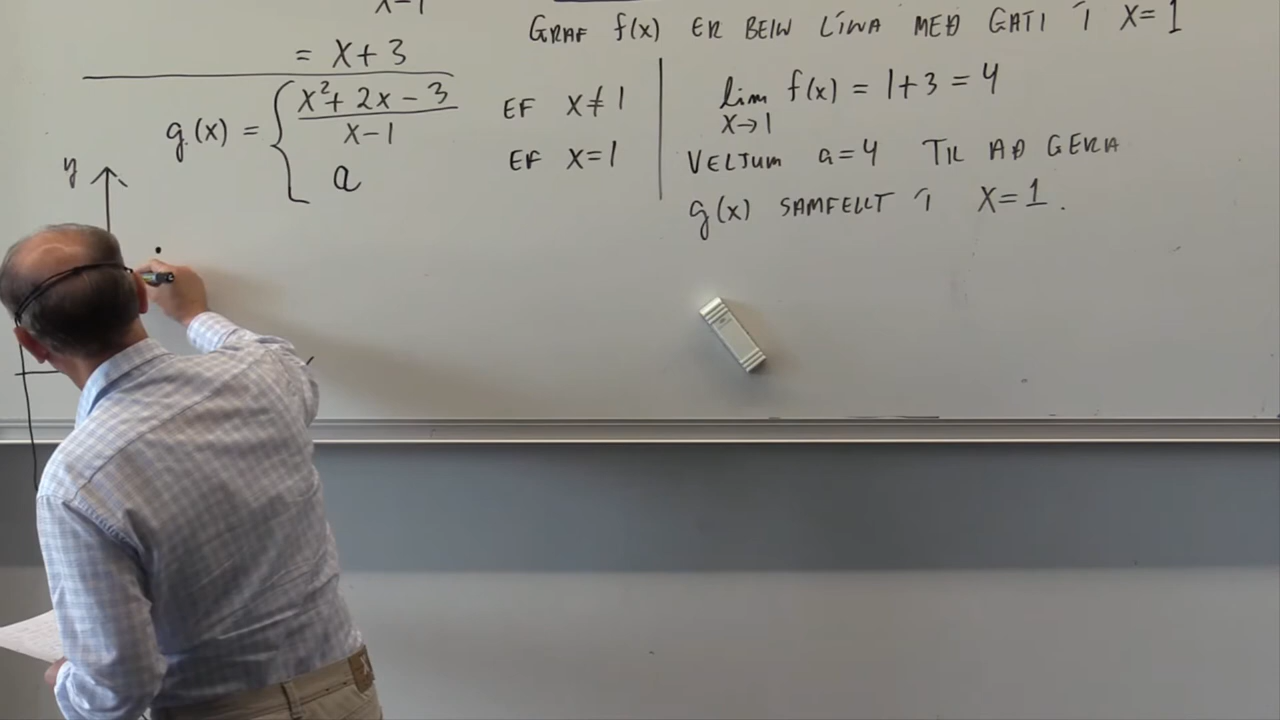 x-1
GRAF f(x) ER BEIN LÍNA MEÐ GATI Í X=1
= X+3
g(x) = { (x²+2x-3)/(x-1) EF X≠1
a EF X=1
lim f(x) = 1+3 = 4
X→1
VELJUM a=4 TIL AÐ GERA
g(x) SAMFELLT Í X=1.
y